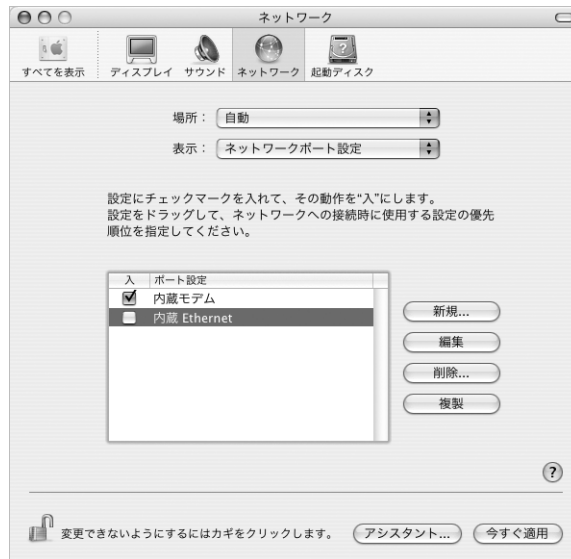 ネットワーク
すべてを表示 ディスプレイ サウンド ネットワーク 起動ディスク
場所： 自動
表示： ネットワークポート設定
設定にチェックマークを入れて、その動作を“入”にします。
設定をドラッグして、ネットワークへの接続時に使用する設定の優先
順位を指定してください。
入 ポート設定
内蔵モデム
内蔵 Ethernet
新規...
編集
削除...
複製
?
変更できないようにするにはカギをクリックします。 アシスタント... 今すぐ適用